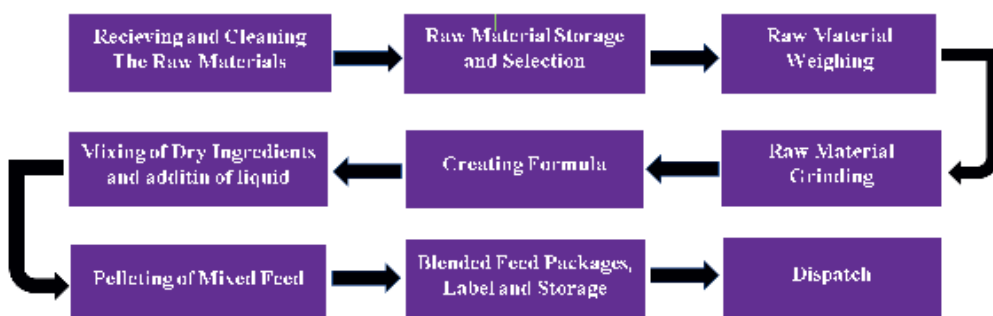 Recieving and Cleaning
The Raw Materials
Raw Material Storage
and Selection
Raw Material
Weighing
Raw Material
Grinding
Creating Formula
Mixing of Dry Ingredients
and additin of liquid
Pelleting of Mixed Feed
Blended Feed Packages,
Label and Storage
Dispatch